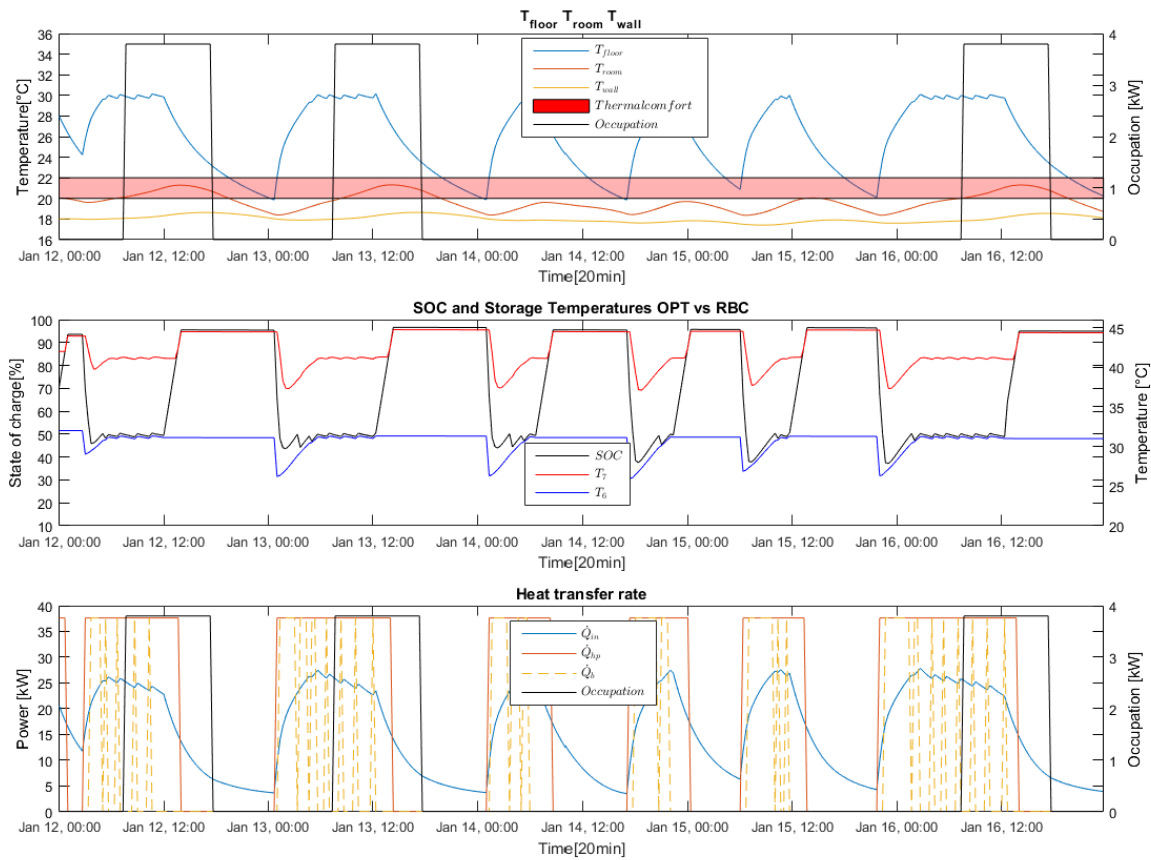 T_floor T_room T_wall
36
34
32
30
28
26
24
22
20
18
16
Temperature[°C]
4
3
2
1
0
Occupation [kW]
T_floor
T_room
T_wall
Thermalcomfort
Occupation
Jan 12, 00:00 Jan 12, 12:00 Jan 13, 00:00 Jan 13, 12:00 Jan 14, 00:00 Jan 14, 12:00 Jan 15, 00:00 Jan 15, 12:00 Jan 16, 00:00 Jan 16, 12:00
Time[20min]
SOC and Storage Temperatures OPT vs RBC
100
90
80
70
60
50
40
30
20
10
State of charge[%]
45
40
35
30
25
20
Temperature [°C]
SOC
T_7
T_6
Jan 12, 00:00 Jan 12, 12:00 Jan 13, 00:00 Jan 13, 12:00 Jan 14, 00:00 Jan 14, 12:00 Jan 15, 00:00 Jan 15, 12:00 Jan 16, 00:00 Jan 16, 12:00
Time[20min]
Heat transfer rate
40
35
30
25
20
15
10
5
0
Power [kW]
4
3
2
1
0
Occupation [kW]
Q̇_in
Q̇_hp
Q̇_b
Occupation
Jan 12, 00:00 Jan 12, 12:00 Jan 13, 00:00 Jan 13, 12:00 Jan 14, 00:00 Jan 14, 12:00 Jan 15, 00:00 Jan 15, 12:00 Jan 16, 00:00 Jan 16, 12:00
Time[20min]